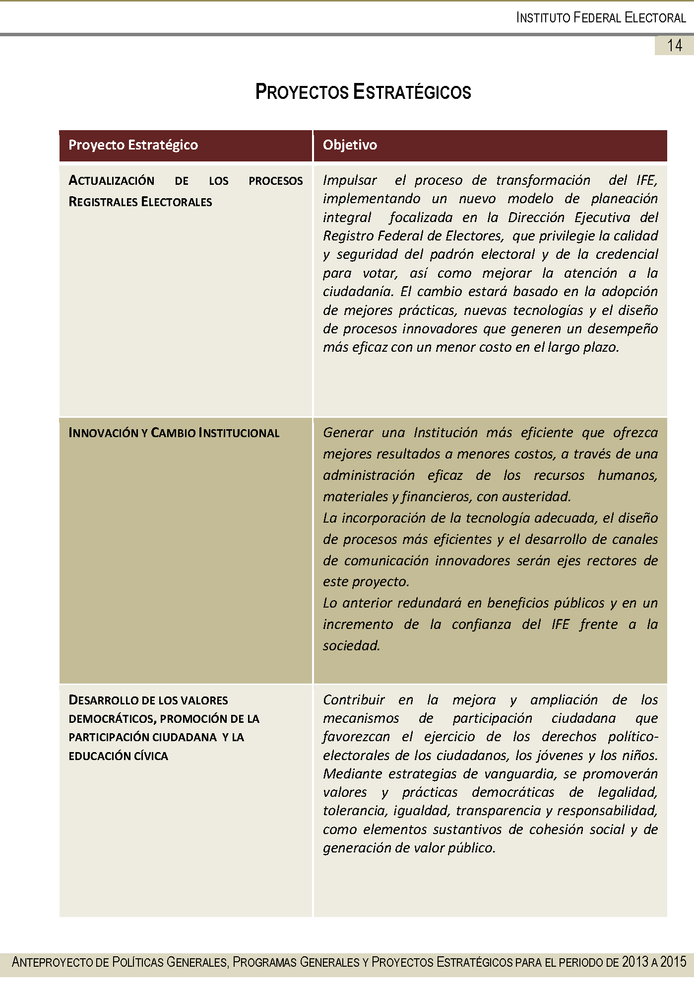 INSTITUTO FEDERAL ELECTORAL
14
PROYECTOS ESTRATÉGICOS
Proyecto Estratégico
Objetivo
ACTUALIZACIÓN DE LOS PROCESOS
REGISTRALES ELECTORALES
Impulsar el proceso de transformación del IFE,
implementando un nuevo modelo de planeación
integral focalizada en la Dirección Ejecutiva del
Registro Federal de Electores, que privilegie la calidad
y seguridad del padrón electoral y de la credencial
para votar, así como mejorar la atención a la
ciudadanía. El cambio estará basado en la adopción
de mejores prácticas, nuevas tecnologías y el diseño
de procesos innovadores que generen un desempeño
más eficaz con un menor costo en el largo plazo.
INNOVACIÓN Y CAMBIO INSTITUCIONAL
Generar una Institución más eficiente que ofrezca
mejores resultados a menores costos, a través de una
administración eficaz de los recursos humanos,
materiales y financieros, con austeridad.
La incorporación de la tecnología adecuada, el diseño
de procesos más eficientes y el desarrollo de canales
de comunicación innovadores serán ejes rectores de
este proyecto.
Lo anterior redundará en beneficios públicos y en un
incremento de la confianza del IFE frente a la
sociedad.
DESARROLLO DE LOS VALORES
DEMOCRÁTICOS, PROMOCIÓN DE LA
PARTICIPACIÓN CIUDADANA Y LA
EDUCACIÓN CÍVICA
Contribuir en la mejora y ampliación de los
mecanismos de participación ciudadana que
favorezcan el ejercicio de los derechos político-
electorales de los ciudadanos, los jóvenes y los niños.
Mediante estrategias de vanguardia, se promoverán
valores y prácticas democráticas de legalidad,
tolerancia, igualdad, transparencia y responsabilidad,
como elementos sustantivos de cohesión social y de
generación de valor público.
ANTEPROYECTO DE POLÍTICAS GENERALES, PROGRAMAS GENERALES Y PROYECTOS ESTRATÉGICOS PARA EL PERIODO DE 2013 A 2015